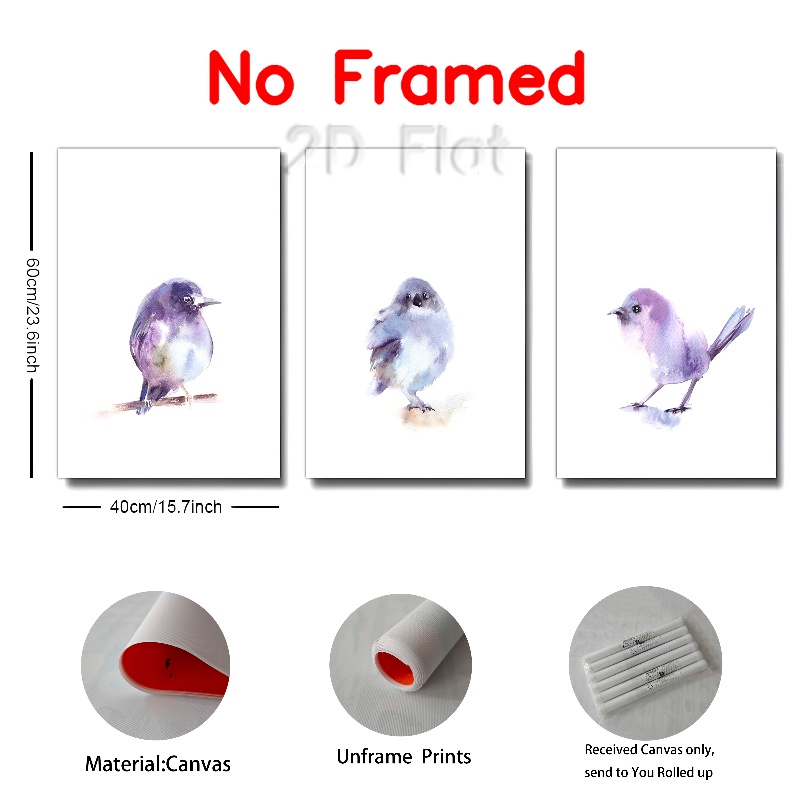 No Framed
2D Flat
60cm/23.6inch
40cm/15.7inch
Material:Canvas
Unframe Prints
Received Canvas only,
send to You Rolled up